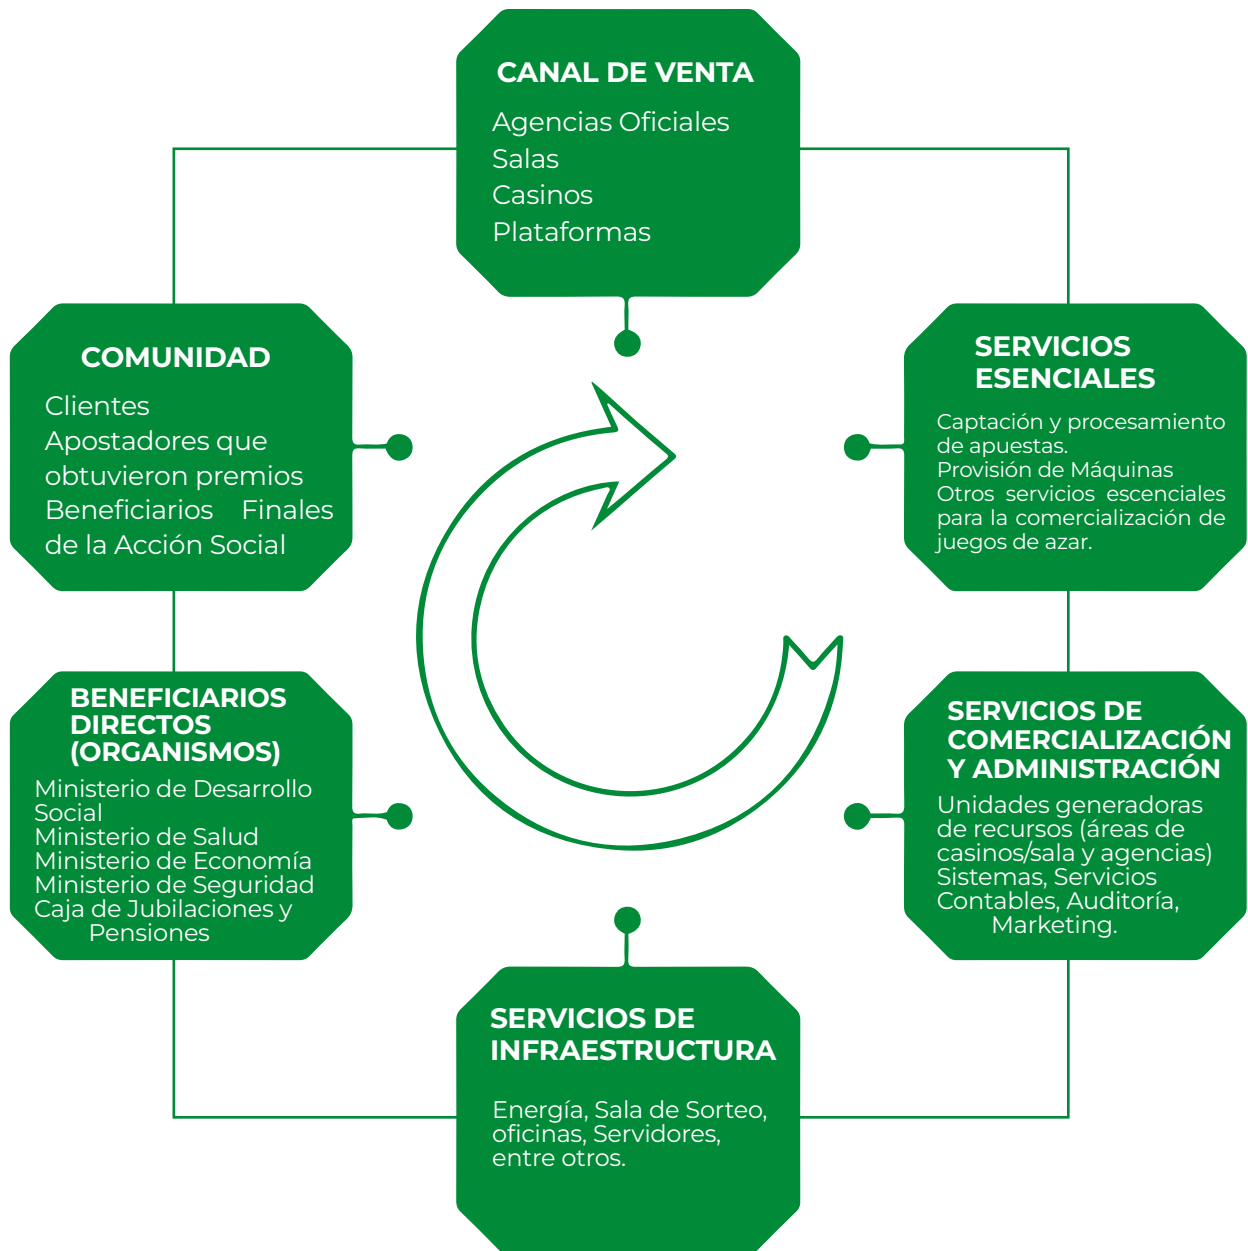 CANAL DE VENTA
Agencias Oficiales
Salas
Casinos
Plataformas
SERVICIOS
ESENCIALES
Captación y procesamiento
de apuestas.
Provisión de Máquinas
Otros servicios escenciales
para la comercialización de
juegos de azar.
SERVICIOS DE
COMERCIALIZACIÓN
Y ADMINISTRACIÓN
Unidades generadoras
de recursos (áreas de
casinos/sala y agencias)
Sistemas, Servicios
Contables, Auditoría,
Marketing.
SERVICIOS DE
INFRAESTRUCTURA
Energía, Sala de Sorteo,
oficinas, Servidores,
entre otros.
BENEFICIARIOS
DIRECTOS
(ORGANISMOS)
Ministerio de Desarrollo
Social
Ministerio de Salud
Ministerio de Economía
Ministerio de Seguridad
Caja de Jubilaciones y
Pensiones
COMUNIDAD
Clientes
Apostadores que
obtuvieron premios
Beneficiarios Finales
de la Acción Social